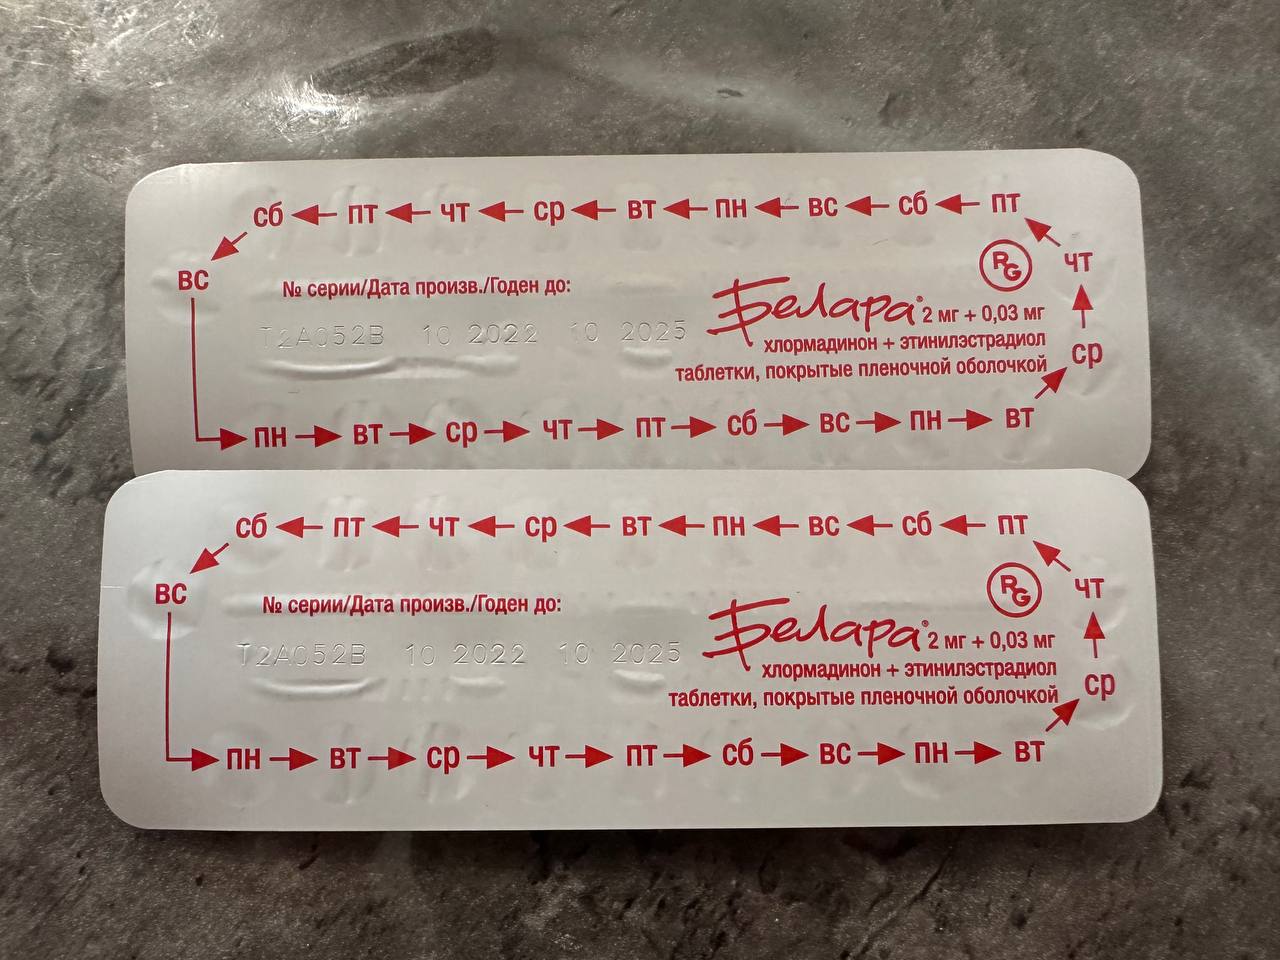 сб пт чт ср вт пн вс сб пт
вс чт
№ серии/Дата произв./Годен до:
RG
Белара® 2 мг + 0,03 мг
T2A052B 10 2022 10 2025
хлормадинон + этинилэстрадиол
ср
таблетки, покрытые пленочной оболочкой
пн вт ср чт пт сб вс пн вт
сб пт чт ср вт пн вс сб пт
вс чт
№ серии/Дата произв./Годен до:
RG
Белара® 2 мг + 0,03 мг
T2A052B 10 2022 10 2025
хлормадинон + этинилэстрадиол
ср
таблетки, покрытые пленочной оболочкой
пн вт ср чт пт сб вс пн вт